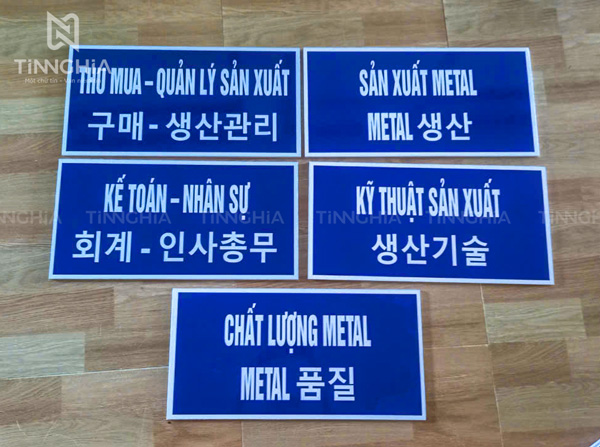 TiNNGHiA
THU MUA – QUẢN LÝ SẢN XUẤT
구매 - 생산관리
SẢN XUẤT METAL
METAL 생산
KẾ TOÁN – NHÂN SỰ
회계 - 인사총무
KỸ THUẬT SẢN XUẤT
생산기술
TiNNGHiA
TiNNGHiA
CHẤT LƯỢNG METAL
METAL 품질